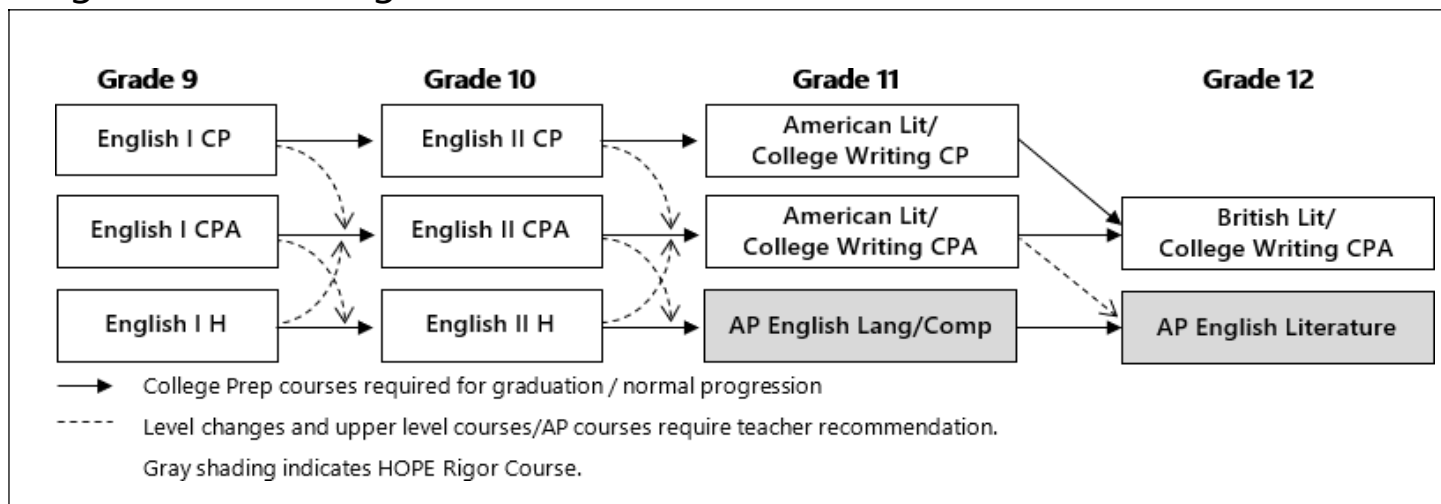 Grade 9
Grade 10
Grade 11
Grade 12
English I CP
English II CP
American Lit/
College Writing CP
English I CPA
English II CPA
American Lit/
College Writing CPA
British Lit/
College Writing CPA
English I H
English II H
AP English Lang/Comp
AP English Literature
College Prep courses required for graduation / normal progression
Level changes and upper level courses/AP courses require teacher recommendation.
Gray shading indicates HOPE Rigor Course.